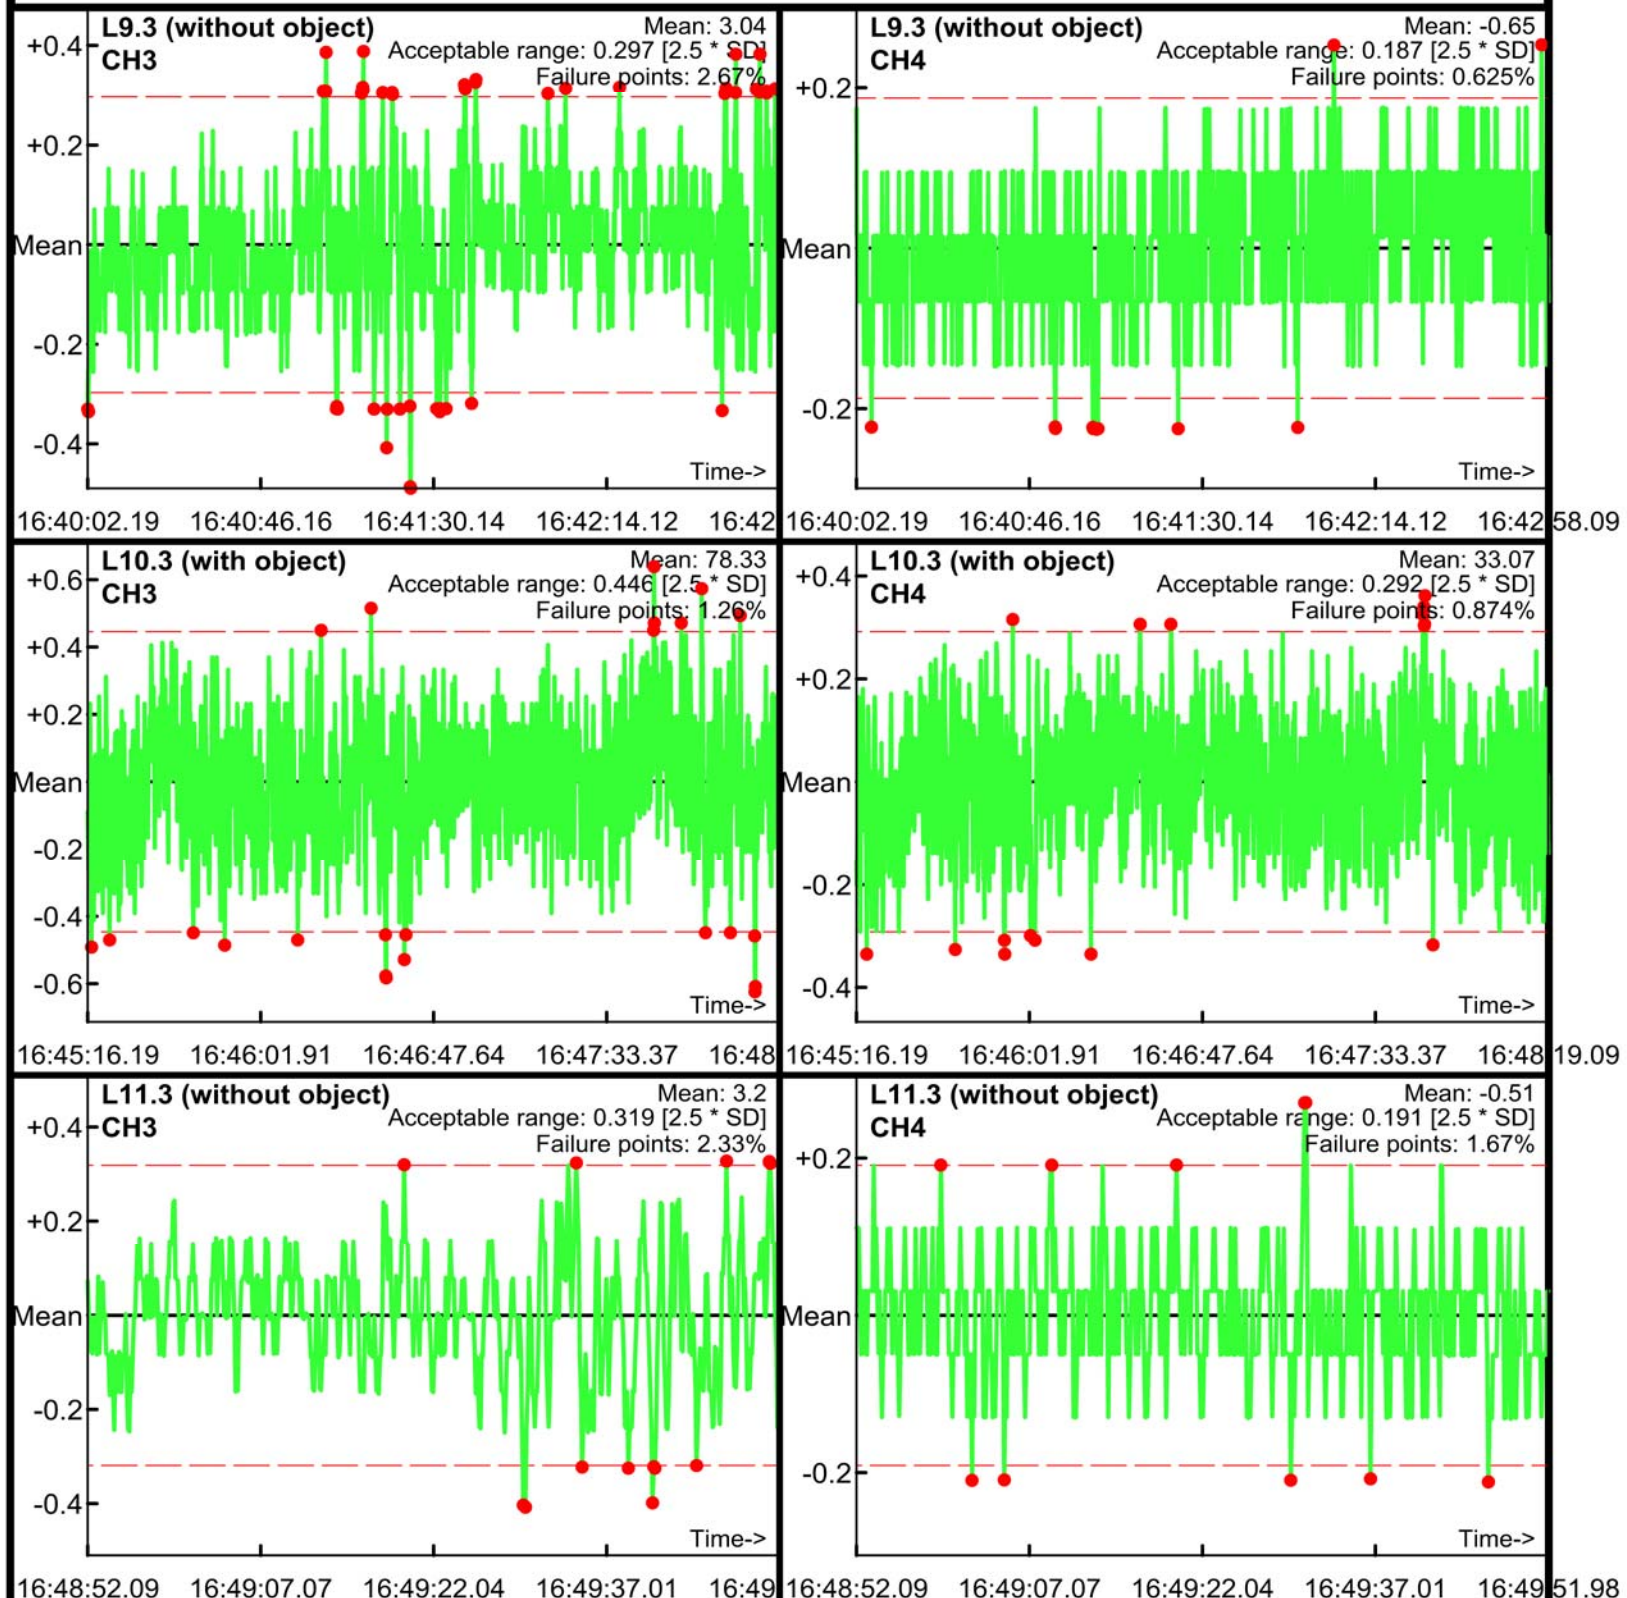 L9.3 (without object)
CH3
Mean: 3.04
Acceptable range: 0.297 [2.5 * SD]
Failure points: 2.67%
+0.4
+0.2
Mean
-0.2
-0.4
Time->
16:40:02.19 16:40:46.16 16:41:30.14 16:42:14.12 16:42
L9.3 (without object)
CH4
Mean: -0.65
Acceptable range: 0.187 [2.5 * SD]
Failure points: 0.625%
+0.2
Mean
-0.2
Time->
16:40:02.19 16:40:46.16 16:41:30.14 16:42:14.12 16:42:58.09
L10.3 (with object)
CH3
Mean: 78.33
Acceptable range: 0.446 [2.5 * SD]
Failure points: 1.26%
+0.6
+0.4
+0.2
Mean
-0.2
-0.4
-0.6
Time->
16:45:16.19 16:46:01.91 16:46:47.64 16:47:33.37 16:48
L10.3 (with object)
CH4
Mean: 33.07
Acceptable range: 0.292 [2.5 * SD]
Failure points: 0.874%
+0.4
+0.2
Mean
-0.2
-0.4
Time->
16:45:16.19 16:46:01.91 16:46:47.64 16:47:33.37 16:48:19.09
L11.3 (without object)
CH3
Mean: 3.2
Acceptable range: 0.319 [2.5 * SD]
Failure points: 2.33%
+0.4
+0.2
Mean
-0.2
-0.4
Time->
16:48:52.09 16:49:07.07 16:49:22.04 16:49:37.01 16:49
L11.3 (without object)
CH4
Mean: -0.51
Acceptable range: 0.191 [2.5 * SD]
Failure points: 1.67%
+0.2
Mean
-0.2
Time->
16:48:52.09 16:49:07.07 16:49:22.04 16:49:37.01 16:49:51.98